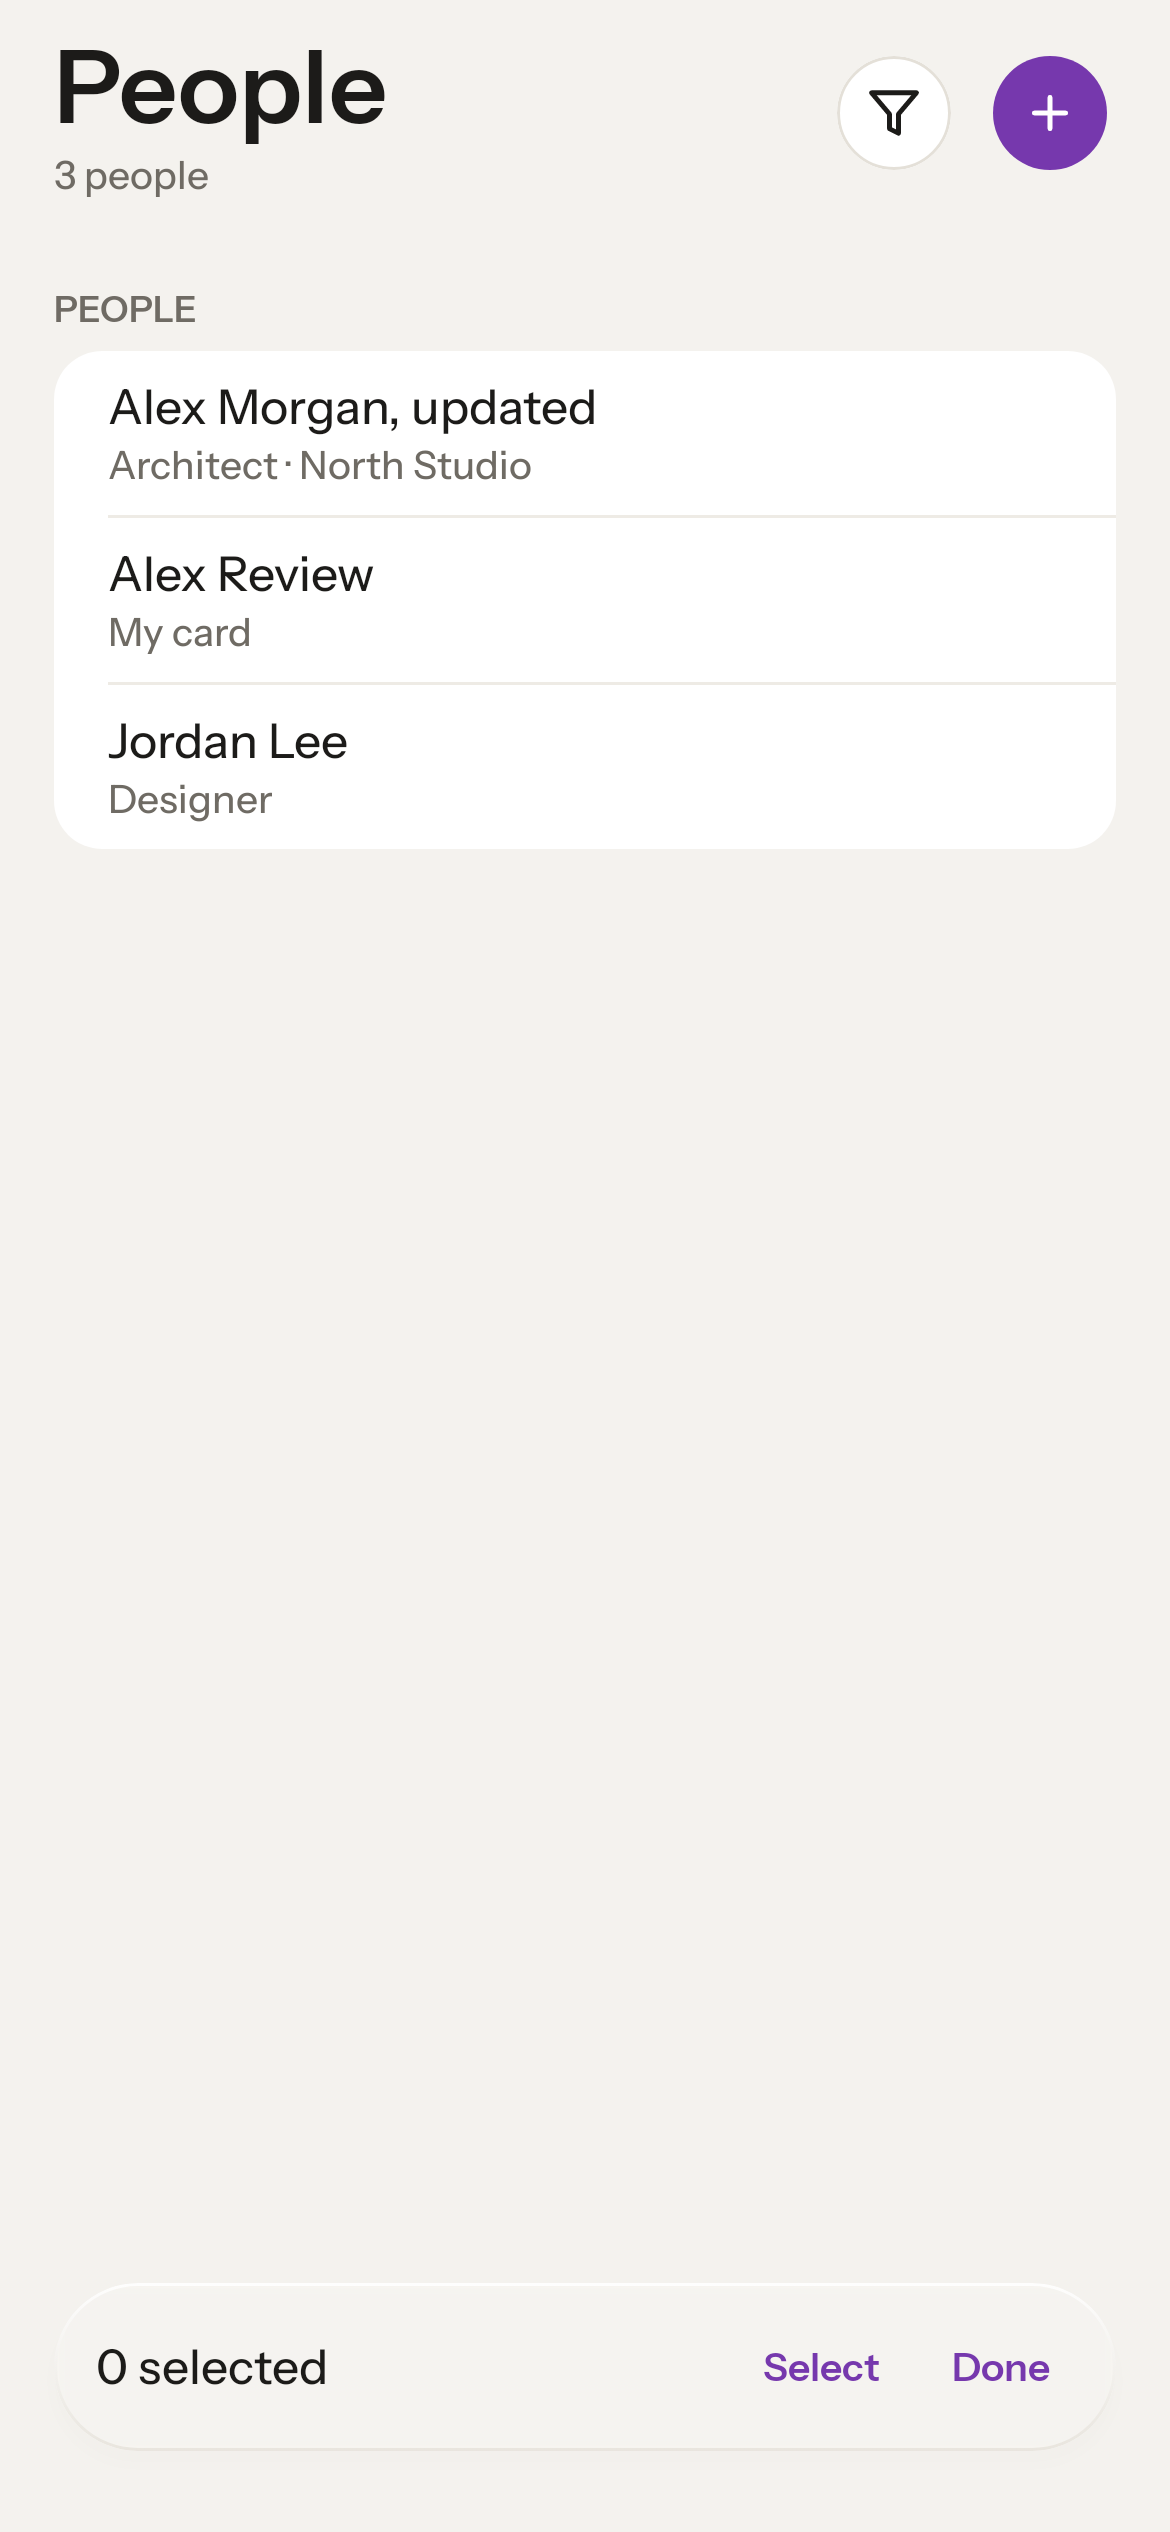 People
3 people
PEOPLE
Alex Morgan, updated
Architect · North Studio
Alex Review
My card
Jordan Lee
Designer
0 selected
Select
Done